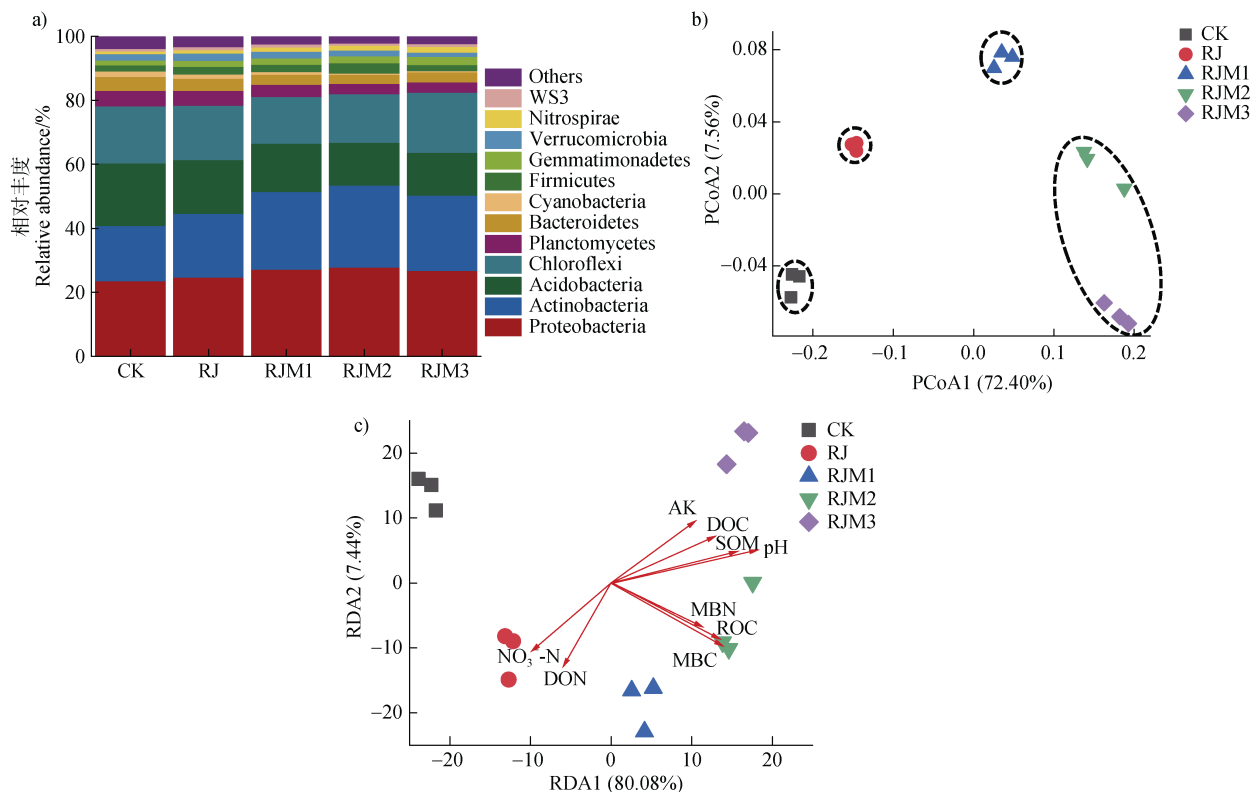 a)
相对丰度
Relative abundance/%
100
80
60
40
20
0
CK RJ RJM1 RJM2 RJM3
Others
WS3
Nitrospirae
Verrucomicrobia
Gemmatimonadetes
Firmicutes
Cyanobacteria
Bacteroidetes
Planctomycetes
Chloroflexi
Acidobacteria
Actinobacteria
Proteobacteria
b)
PCoA2 (7.56%)
0.08
0.04
0.00
−0.04
−0.2 −0.1 0.0 0.1 0.2
PCoA1 (72.40%)
CK
RJ
RJM1
RJM2
RJM3
c)
RDA2 (7.44%)
20
10
0
−10
−20
−20 −10 0 10 20
RDA1 (80.08%)
AK
DOC
SOM
pH
MBN
ROC
MBC
NO3 -N
DON
CK
RJ
RJM1
RJM2
RJM3